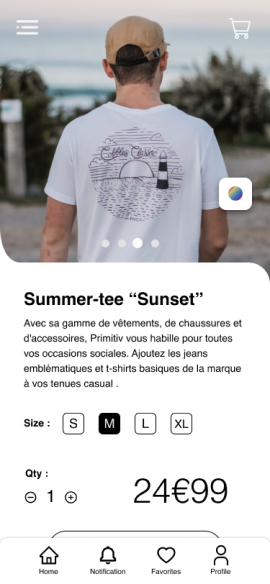 Cobbles Classic
Summer-tee “Sunset”
Avec sa gamme de vêtements, de chaussures et
d'accessoires, Primitiv vous habille pour toutes
vos occasions sociales. Ajoutez les jeans
emblématiques et t-shirts basiques de la marque
à vos tenues casual .
Size : S M L XL
Qty :
1
24€99
Home Notification Favorites Profile